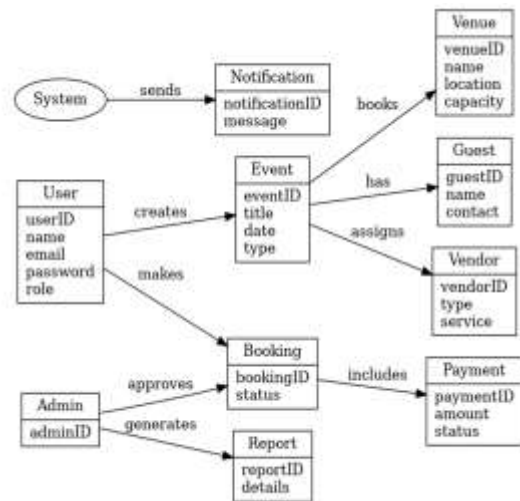 Venue
venueID
name
location
capacity
Notification
notificationID
message
System
sends
books
Guest
guestID
name
contact
Event
eventID
title
date
type
has
User
userID
name
email
password
role
creates
assigns
Vendor
vendorID
type
service
makes
Booking
bookingID
status
approves
includes
Payment
paymentID
amount
status
Admin
adminID
generates
Report
reportID
details